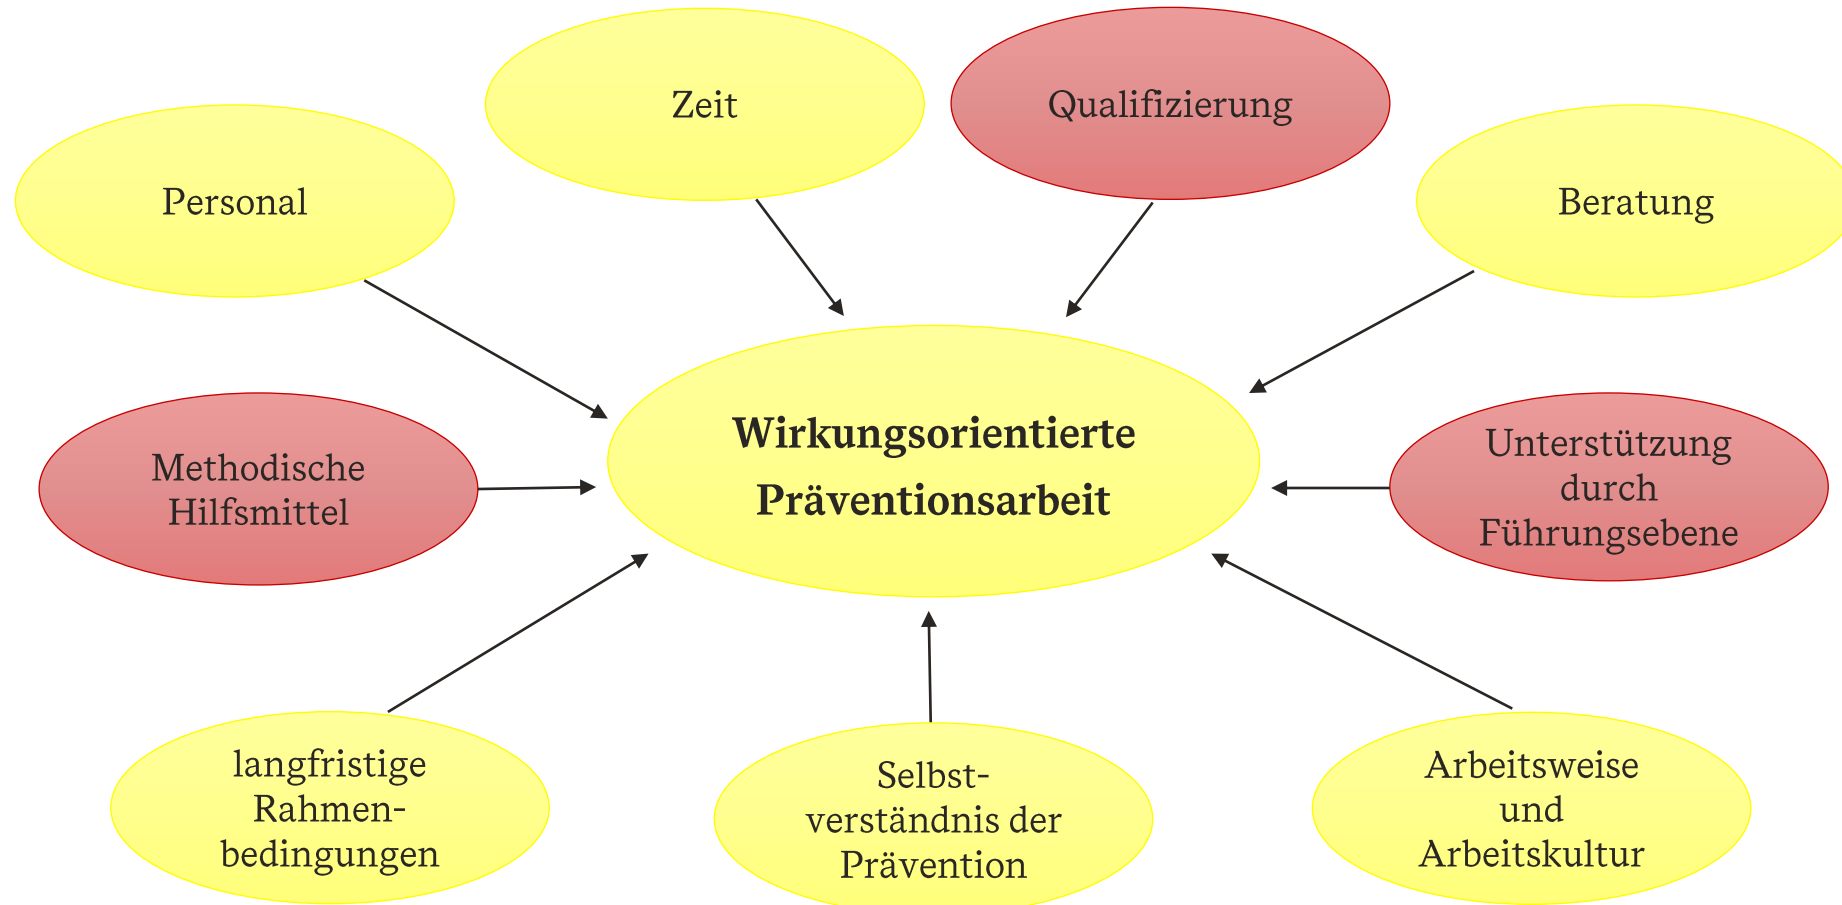 Zeit
Qualifizierung
Personal
Beratung
Wirkungsorientierte
Präventionsarbeit
Methodische
Hilfsmittel
Unterstützung
durch
Führungsebene
langfristige
Rahmen-
bedingungen
Selbst-
verständnis der
Prävention
Arbeitsweise
und
Arbeitskultur